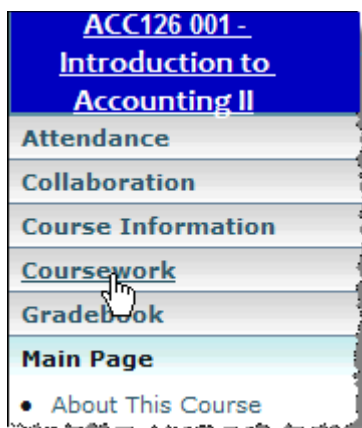 ACC126 001 -
Introduction to
Accounting II
Attendance
Collaboration
Course Information
Coursework
Gradebook
Main Page
• About This Course